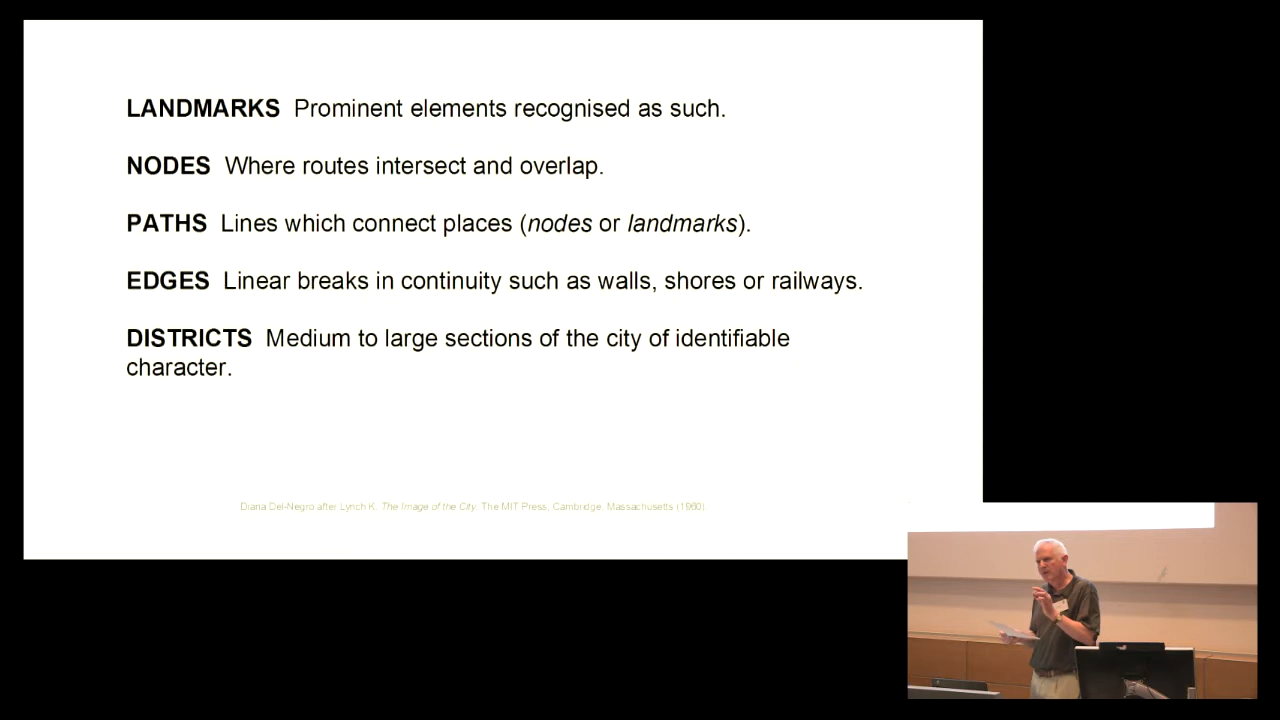 LANDMARKS Prominent elements recognised as such.
NODES Where routes intersect and overlap.
PATHS Lines which connect places (nodes or landmarks).
EDGES Linear breaks in continuity such as walls, shores or railways.
DISTRICTS Medium to large sections of the city of identifiable
character.
Diana Del-Negro after Lynch K. The Image of the City. The MIT Press, Cambridge, Massachusetts (1960).